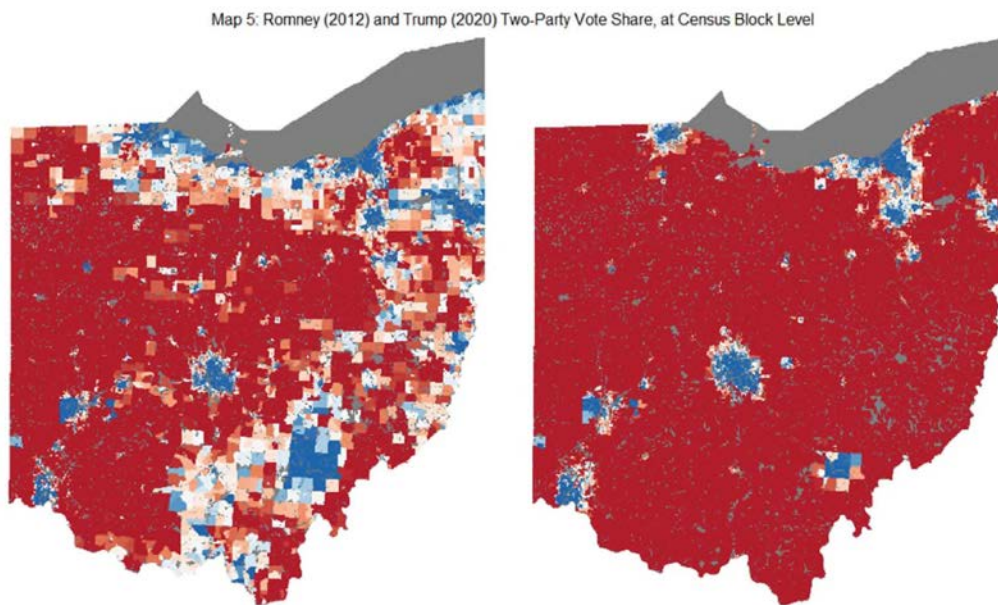 Map 5: Romney (2012) and Trump (2020) Two-Party Vote Share, at Census Block Level